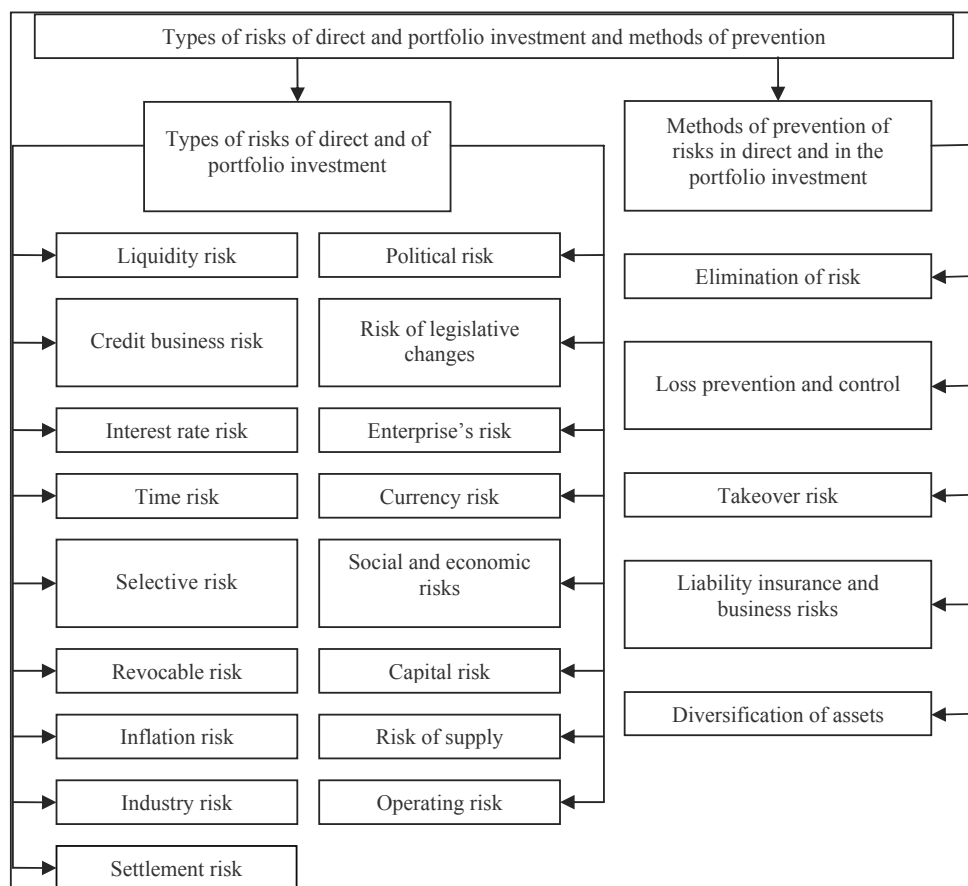 Types of risks of direct and portfolio investment and methods of prevention
Types of risks of direct and of
portfolio investment
Methods of prevention of
risks in direct and in the
portfolio investment
Liquidity risk
Political risk
Elimination of risk
Credit business risk
Risk of legislative
changes
Loss prevention and control
Interest rate risk
Enterprise's risk
Time risk
Currency risk
Takeover risk
Selective risk
Social and economic
risks
Liability insurance and
business risks
Revocable risk
Capital risk
Diversification of assets
Inflation risk
Risk of supply
Industry risk
Operating risk
Settlement risk